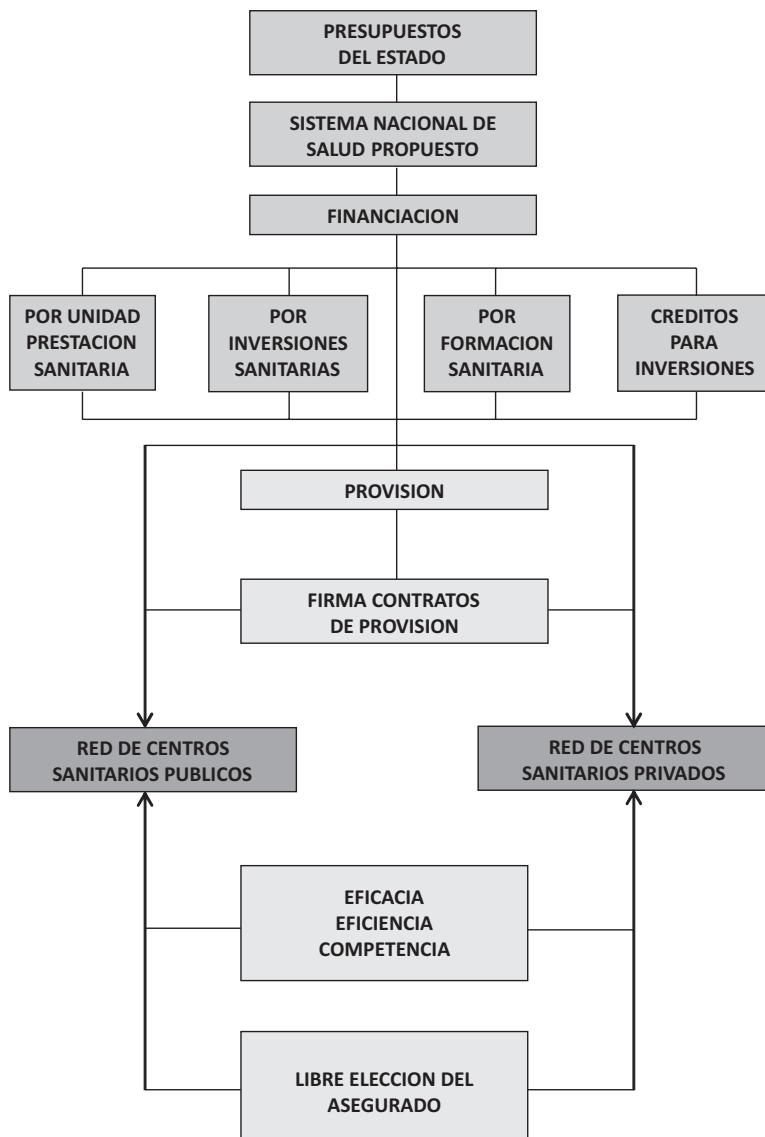 PRESUPUESTOS
DEL ESTADO
SISTEMA NACIONAL DE
SALUD PROPUESTO
FINANCIACION
POR UNIDAD
PRESTACION
SANITARIA
POR
INVERSIONES
SANITARIAS
POR
FORMACION
SANITARIA
CREDITOS
PARA
INVERSIONES
PROVISION
FIRMA CONTRATOS
DE PROVISION
RED DE CENTROS
SANITARIOS PUBLICOS
RED DE CENTROS
SANITARIOS PRIVADOS
EFICACIA
EFICIENCIA
COMPETENCIA
LIBRE ELECCION DEL
ASEGURADO